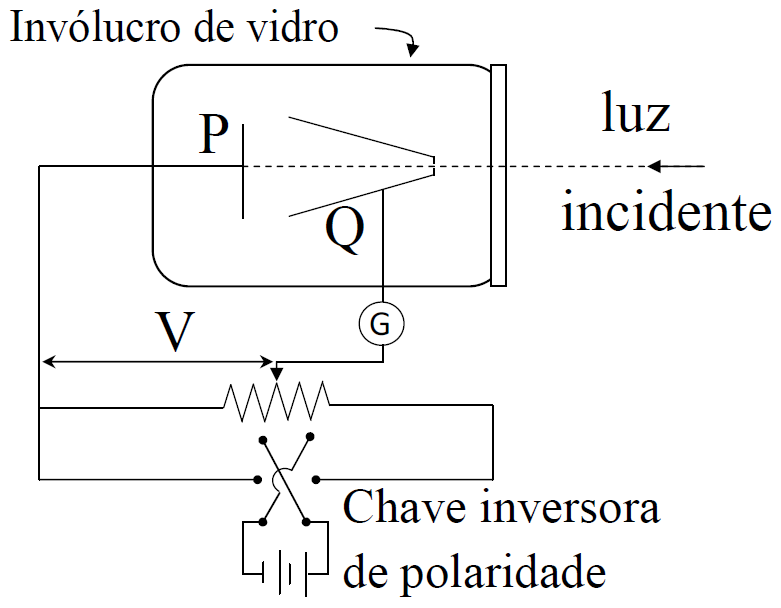 Invólucro de vidro
P
luz
incidente
Q
G
V
Chave inversora
de polaridade